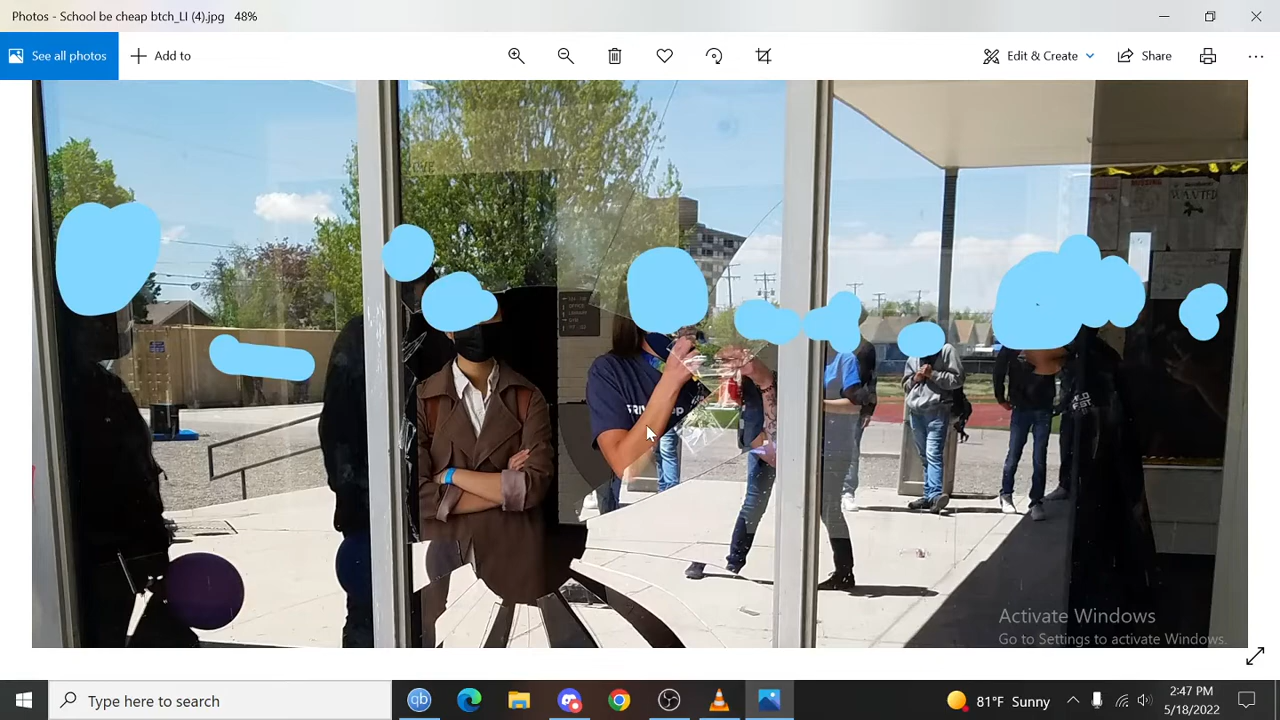 Photos - School be cheap btch_LI (4).jpg   48%
See all photos
Add to
Edit & Create
Share
WANTED
Activate Windows
Go to Settings to activate Windows.
Type here to search
81°F Sunny
2:47 PM
5/18/2022